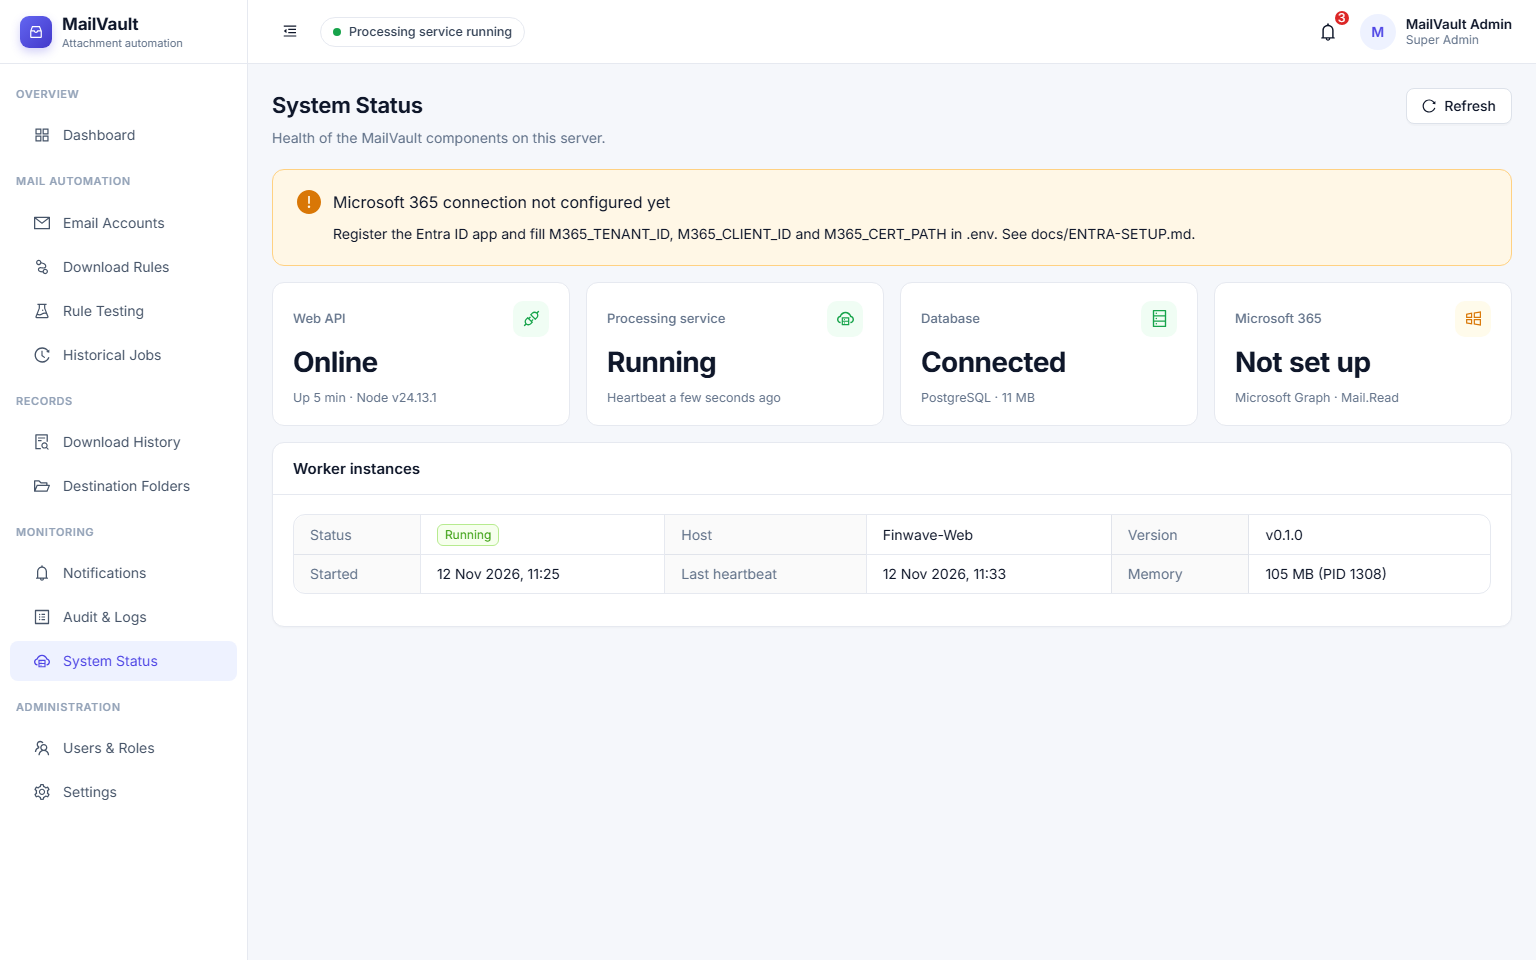 MailVault
Attachment automation
Processing service running
3
M
MailVault Admin
Super Admin
OVERVIEW
Dashboard
MAIL AUTOMATION
Email Accounts
Download Rules
Rule Testing
Historical Jobs
RECORDS
Download History
Destination Folders
MONITORING
Notifications
Audit & Logs
System Status
ADMINISTRATION
Users & Roles
Settings
System Status
Refresh
Health of the MailVault components on this server.
Microsoft 365 connection not configured yet
Register the Entra ID app and fill M365_TENANT_ID, M365_CLIENT_ID and M365_CERT_PATH in .env. See docs/ENTRA-SETUP.md.
Web API
Online
Up 5 min · Node v24.13.1
Processing service
Running
Heartbeat a few seconds ago
Database
Connected
PostgreSQL · 11 MB
Microsoft 365
Not set up
Microsoft Graph · Mail.Read
Worker instances
Status Running Host Finwave-Web Version v0.1.0
Started 12 Nov 2026, 11:25 Last heartbeat 12 Nov 2026, 11:33 Memory 105 MB (PID 1308)